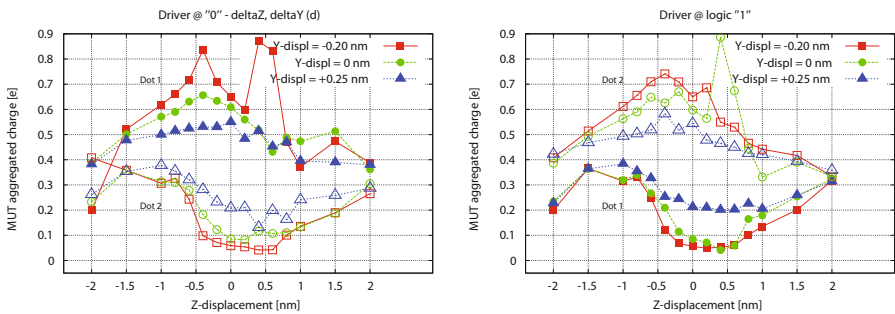 Driver @ "0" - deltaZ, deltaY (d)
MUT aggregated charge [e]
0.9
0.8
0.7
0.6
0.5
0.4
0.3
0.2
0.1
0
Y-displ = -0.20 nm
Y-displ = 0 nm
Y-displ = +0.25 nm
Dot 1
Dot 2
-2 -1.5 -1 -0.5 0 0.5 1 1.5 2
Z-displacement [nm]
Driver @ logic "1"
MUT aggregated charge [e]
0.9
0.8
0.7
0.6
0.5
0.4
0.3
0.2
0.1
0
Y-displ = -0.20 nm
Y-displ = 0 nm
Y-displ = +0.25 nm
Dot 2
Dot 1
-2 -1.5 -1 -0.5 0 0.5 1 1.5 2
Z-displacement [nm]